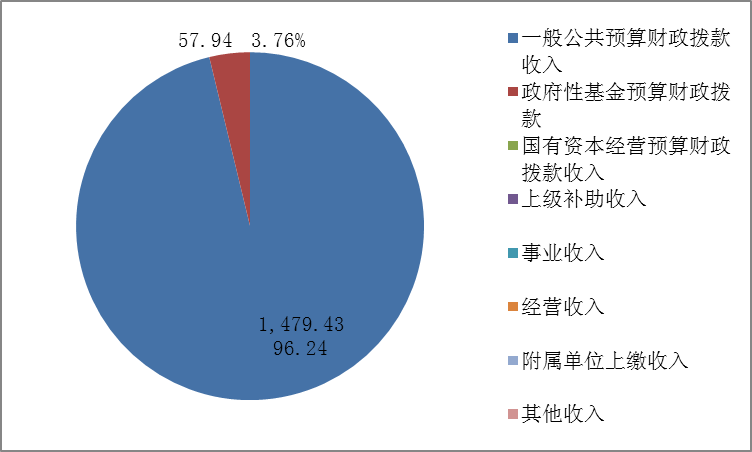 57.94 3.76%
1,479.43
96.24
一般公共预算财政拨款
收入
政府性基金预算财政拨
款
国有资本经营预算财政
拨款收入
上级补助收入
事业收入
经营收入
附属单位上缴收入
其他收入